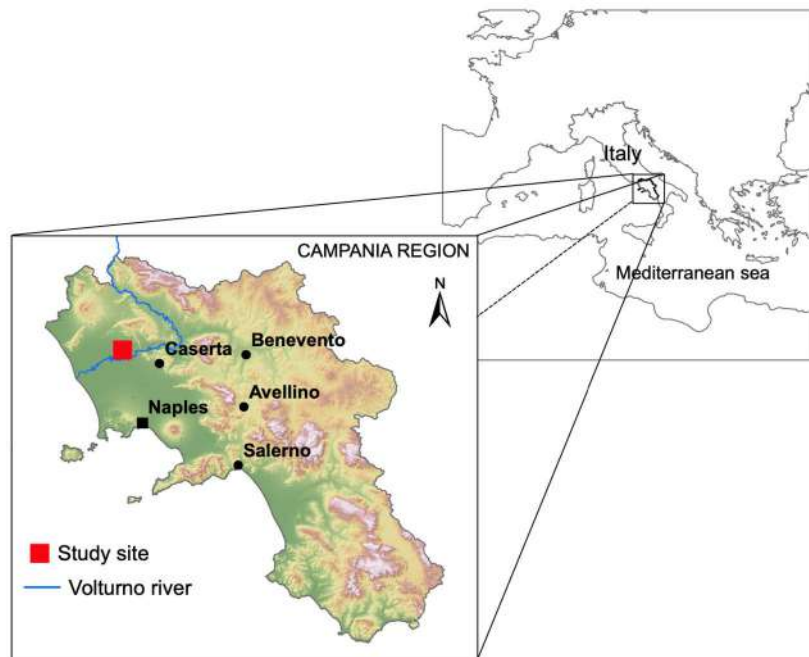 Italy
Mediterranean sea
CAMPANIA REGION
N
Caserta
Benevento
Naples
Avellino
Salerno
Study site
Volturno river